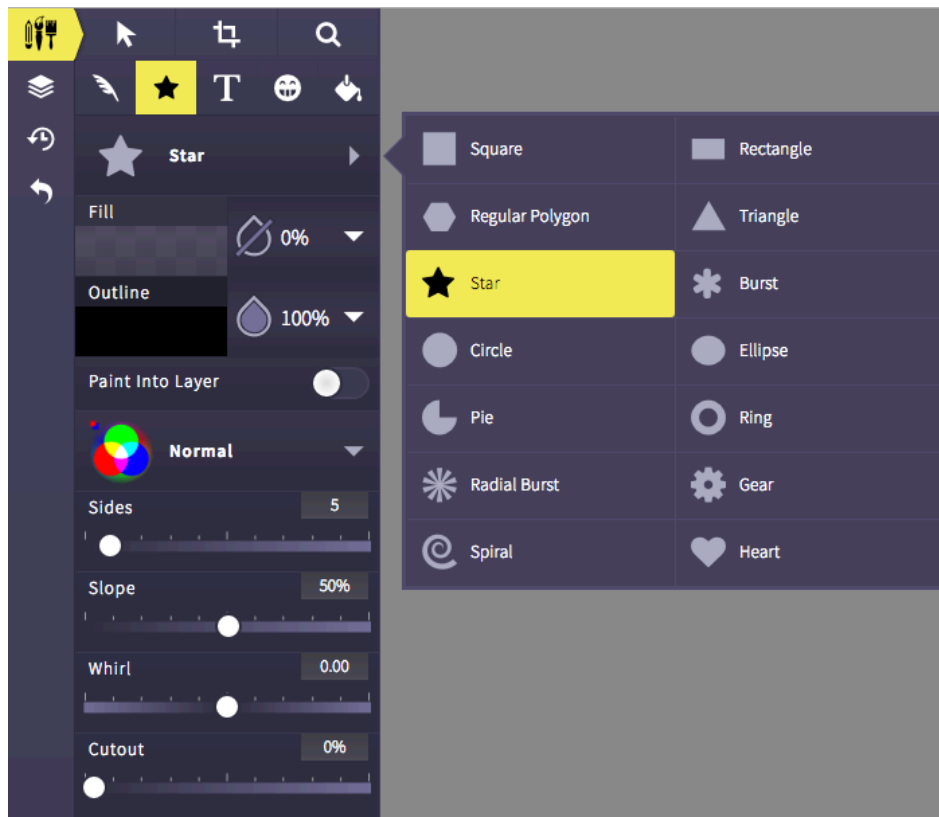 T
Star
Fill
0%
Outline
100%
Paint Into Layer
Normal
Sides 5
Slope 50%
Whirl 0.00
Cutout 0%
Square Rectangle
Regular Polygon Triangle
Star Burst
Circle Ellipse
Pie Ring
Radial Burst Gear
Spiral Heart